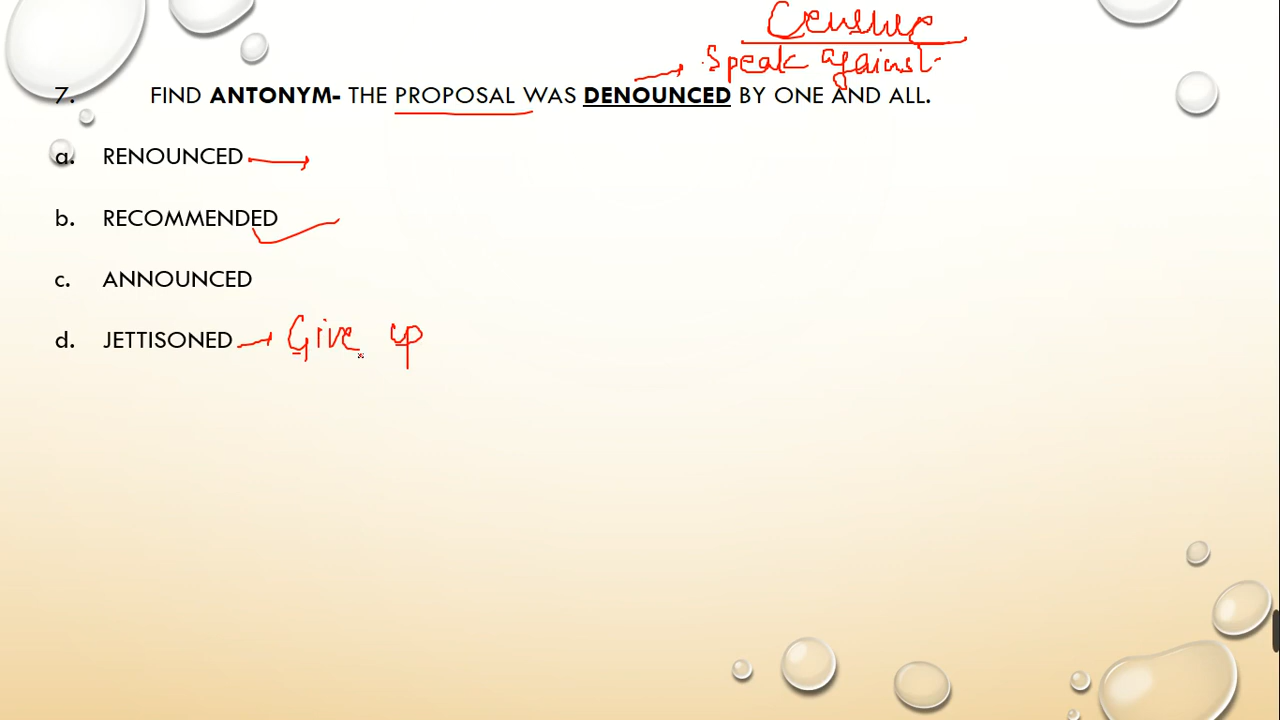 Censure
Speak against
7. FIND ANTONYM- THE PROPOSAL WAS DENOUNCED BY ONE AND ALL.
a. RENOUNCED
b. RECOMMENDED
c. ANNOUNCED
d. JETTISONED → Give up